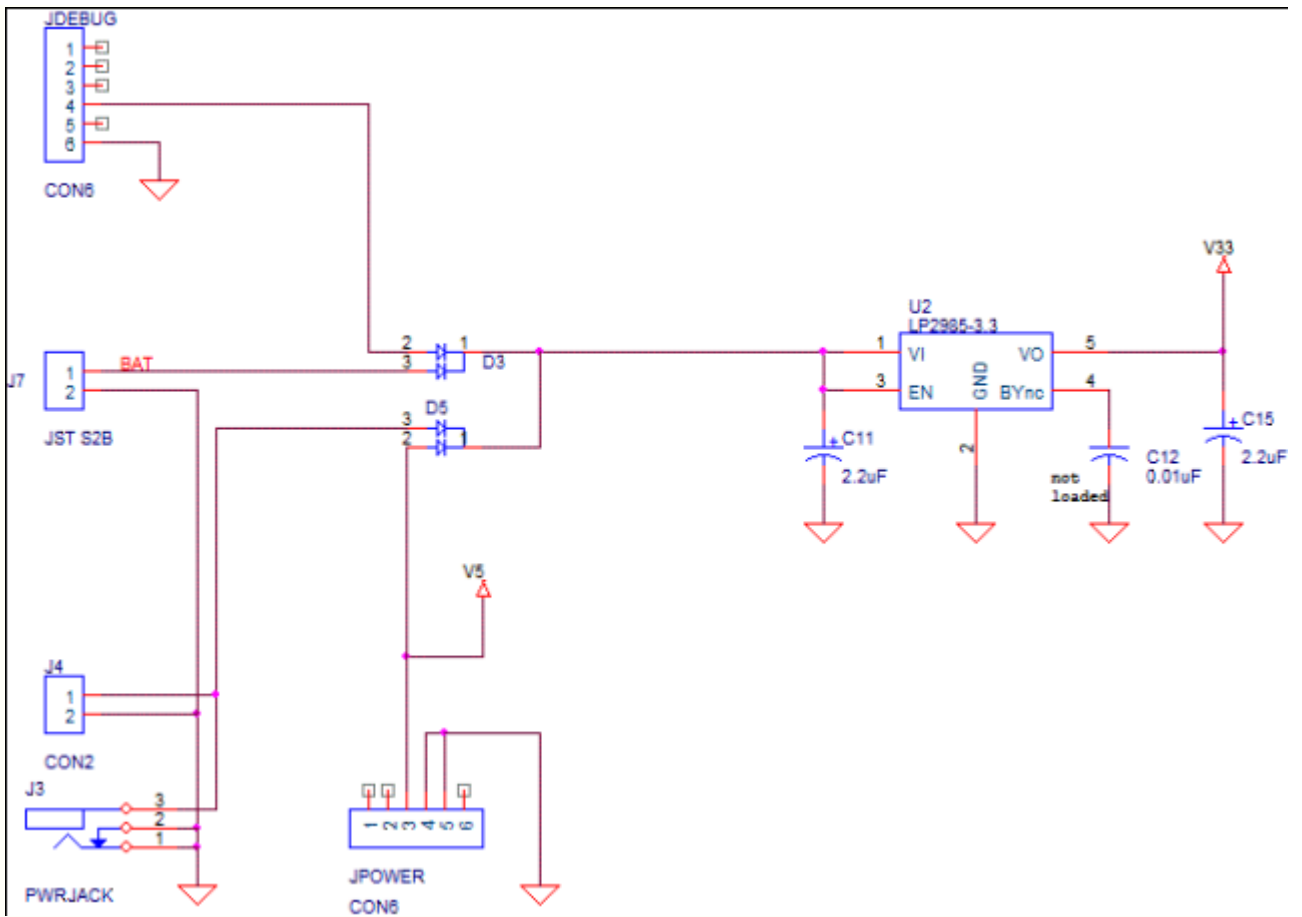 JDEBUG
1
2
3
4
5
6
CON6
J7
1
2
BAT
JST S2B
2
3
1
D3
D5
3
2
1
U2
LP2985-3.3
1
VI
VO
5
3
EN
GND
BYnc
4
2
V33
C11
2.2uF
C12
0.01uF
not
loaded
C15
2.2uF
V5
J4
1
2
CON2
J3
3
2
1
PWRJACK
1
2
3
4
5
6
JPOWER
CON6